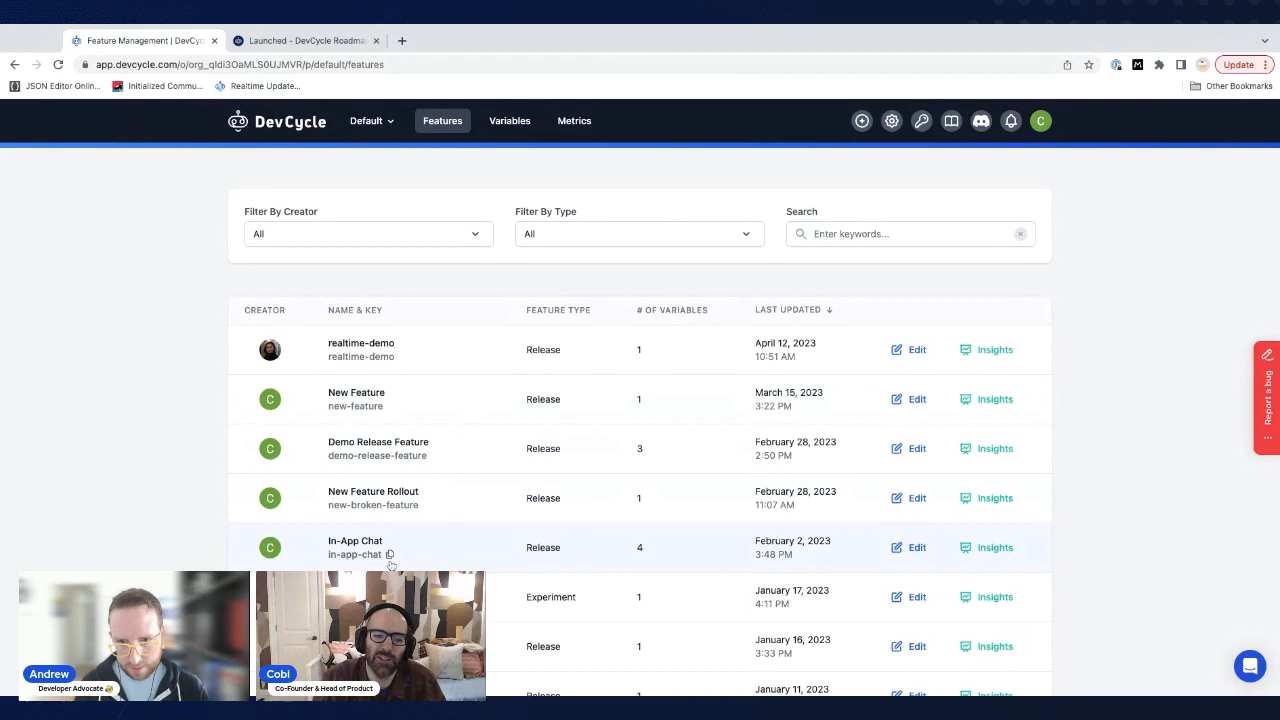 Feature Management | DevCyc
Launched - DevCycle Roadma
app.devcycle.com/o/org_qIdi3OaMLS0UJMVR/p/default/features
Update
JSON Editor Onlin...
Initialized Commu...
Realtime Update...
Other Bookmarks
DevCycle
Default
Features
Variables
Metrics
C
Filter By Creator
Filter By Type
Search
All
All
Enter keywords...
CREATOR
NAME & KEY
FEATURE TYPE
# OF VARIABLES
LAST UPDATED
realtime-demo
realtime-demo
Release
1
April 12, 2023
10:51 AM
Edit
Insights
C
New Feature
new-feature
Release
1
March 15, 2023
3:22 PM
Edit
Insights
C
Demo Release Feature
demo-release-feature
Release
3
February 28, 2023
2:50 PM
Edit
Insights
C
New Feature Rollout
new-broken-feature
Release
1
February 28, 2023
11:07 AM
Edit
Insights
C
In-App Chat
in-app-chat
Release
4
February 2, 2023
3:48 PM
Edit
Insights
Experiment
1
January 17, 2023
4:11 PM
Edit
Insights
Release
1
January 16, 2023
3:33 PM
Edit
Insights
January 11, 2023
Edit
Insights
Report a bug
Andrew
Developer Advocate
Cobi
Co-Founder & Head of Product